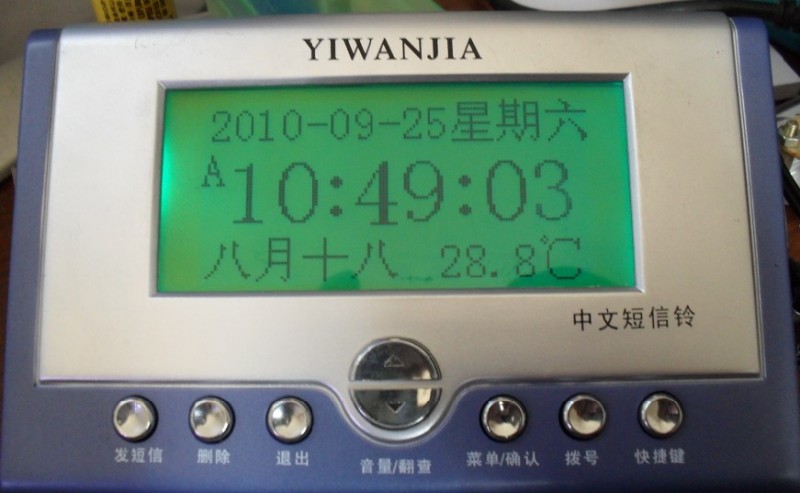 YIWANJIA
2010-09-25星期六
A 10:49:03
八月十八 28.8℃
中文短信铃
发短信 删除 退出 音量/翻查 菜单/确认 拨号 快捷键